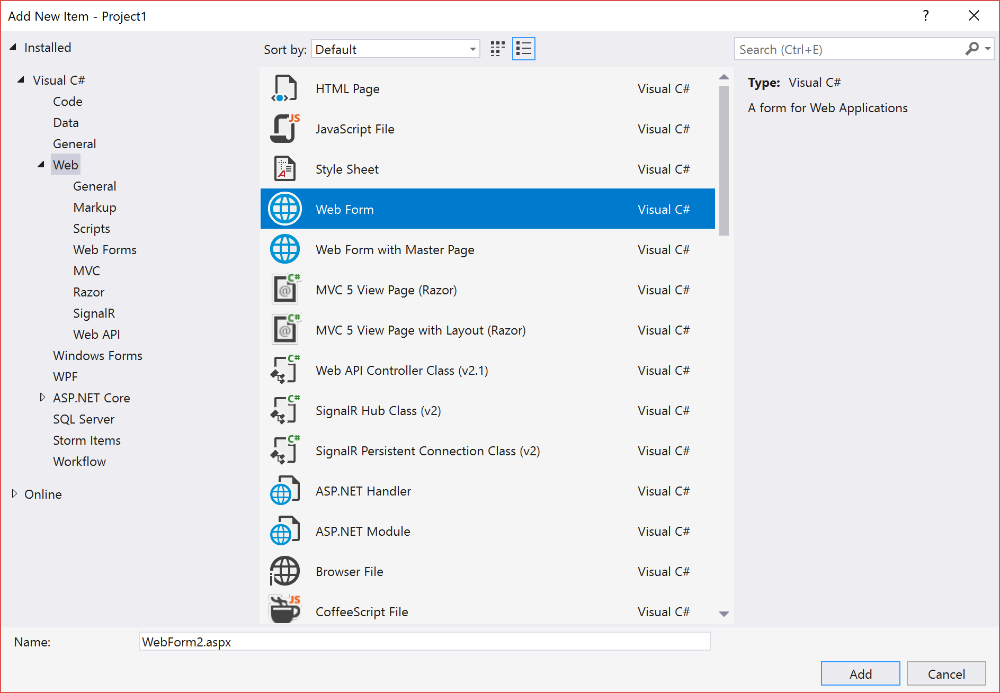 Add New Item - Project1
?
Installed
Sort by: Default
Search (Ctrl+E)
Visual C#
Code
Data
General
Web
General
Markup
Scripts
Web Forms
MVC
Razor
SignalR
Web API
Windows Forms
WPF
ASP.NET Core
SQL Server
Storm Items
Workflow
Online
HTML Page Visual C#
JS
JavaScript File Visual C#
A
Style Sheet Visual C#
Web Form Visual C#
Web Form with Master Page Visual C#
C#
@
MVC 5 View Page (Razor) Visual C#
C#
@
MVC 5 View Page with Layout (Razor) Visual C#
C#
Web API Controller Class (v2.1) Visual C#
C#
SignalR Hub Class (v2) Visual C#
C#
SignalR Persistent Connection Class (v2) Visual C#
ASP.NET Handler Visual C#
ASP.NET Module Visual C#
i
Browser File Visual C#
JS
CoffeeScript File Visual C#
Type: Visual C#
A form for Web Applications
Name: WebForm2.aspx
Add Cancel